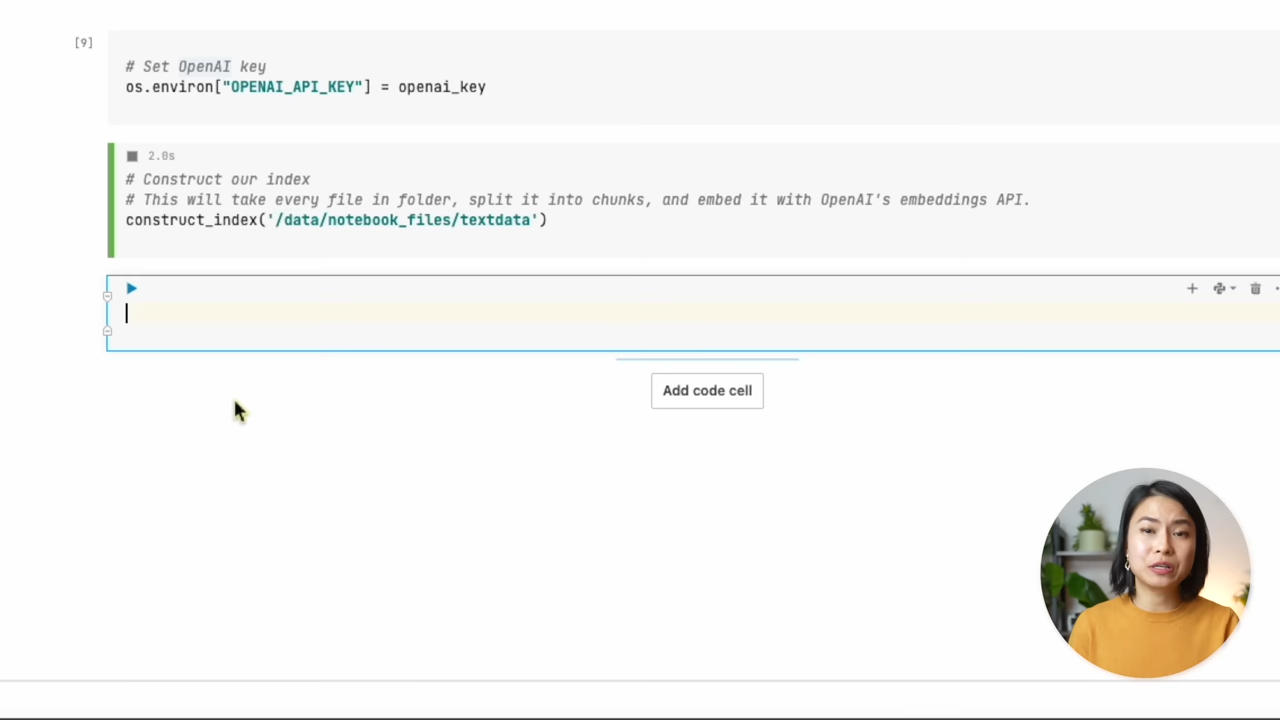 [9]
# Set OpenAI key
os.environ["OPENAI_API_KEY"] = openai_key
2.0s
# Construct our index
# This will take every file in folder, split it into chunks, and embed it with OpenAI's embeddings API.
construct_index('/data/notebook_files/textdata')
Add code cell